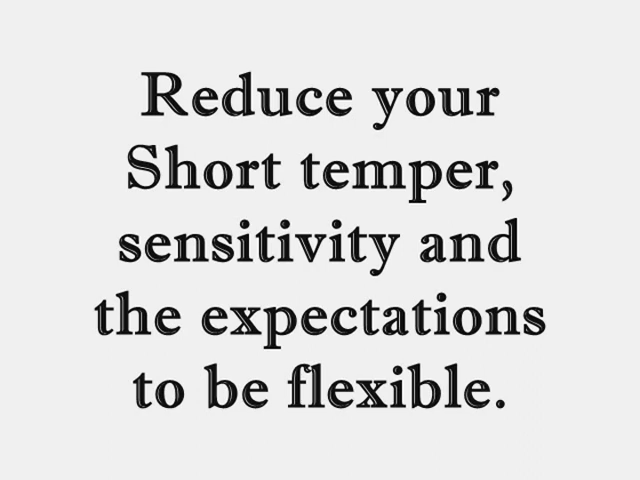 Reduce your
Short temper,
sensitivity and
the expectations
to be flexible.